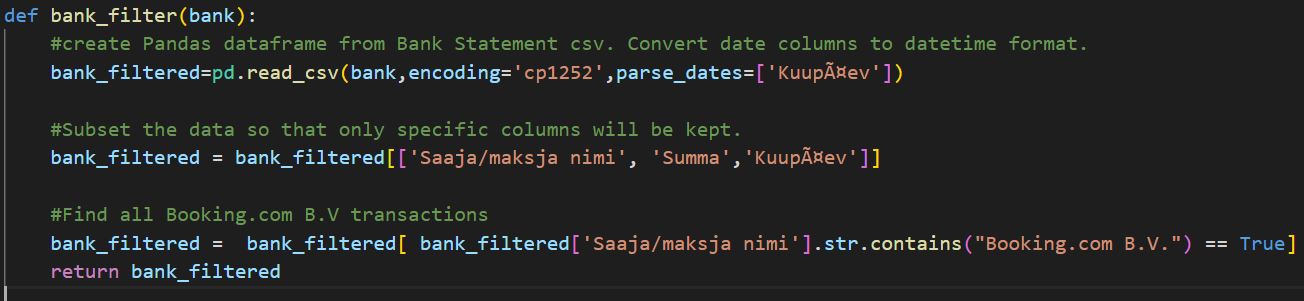 def bank_filter(bank):
#create Pandas dataframe from Bank Statement csv. Convert date columns to datetime format.
bank_filtered=pd.read_csv(bank,encoding='cp1252',parse_dates=['KuupÃ¤ev'])
#Subset the data so that only specific columns will be kept.
bank_filtered = bank_filtered[['Saaja/maksja nimi', 'Summa','KuupÃ¤ev']]
#Find all Booking.com B.V transactions
bank_filtered =  bank_filtered[ bank_filtered['Saaja/maksja nimi'].str.contains("Booking.com B.V.") == True]
return bank_filtered